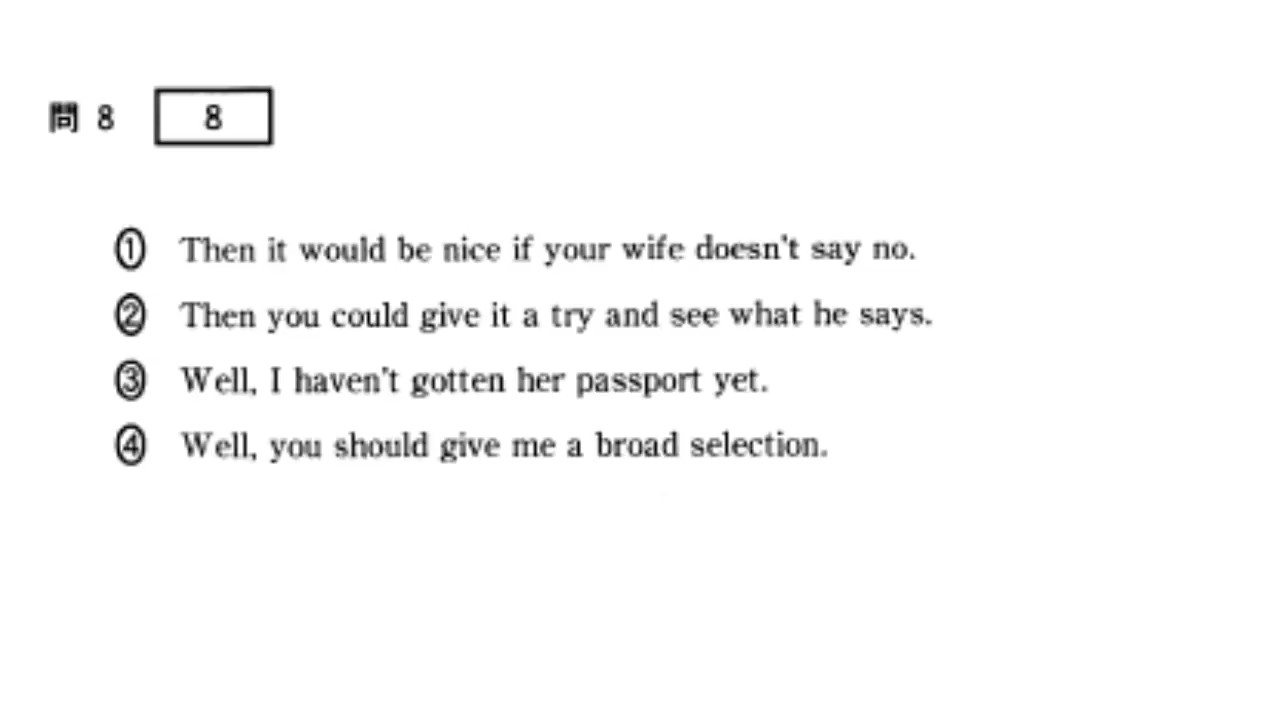 問 8 8
① Then it would be nice if your wife doesn't say no.
② Then you could give it a try and see what he says.
③ Well, I haven't gotten her passport yet.
④ Well, you should give me a broad selection.